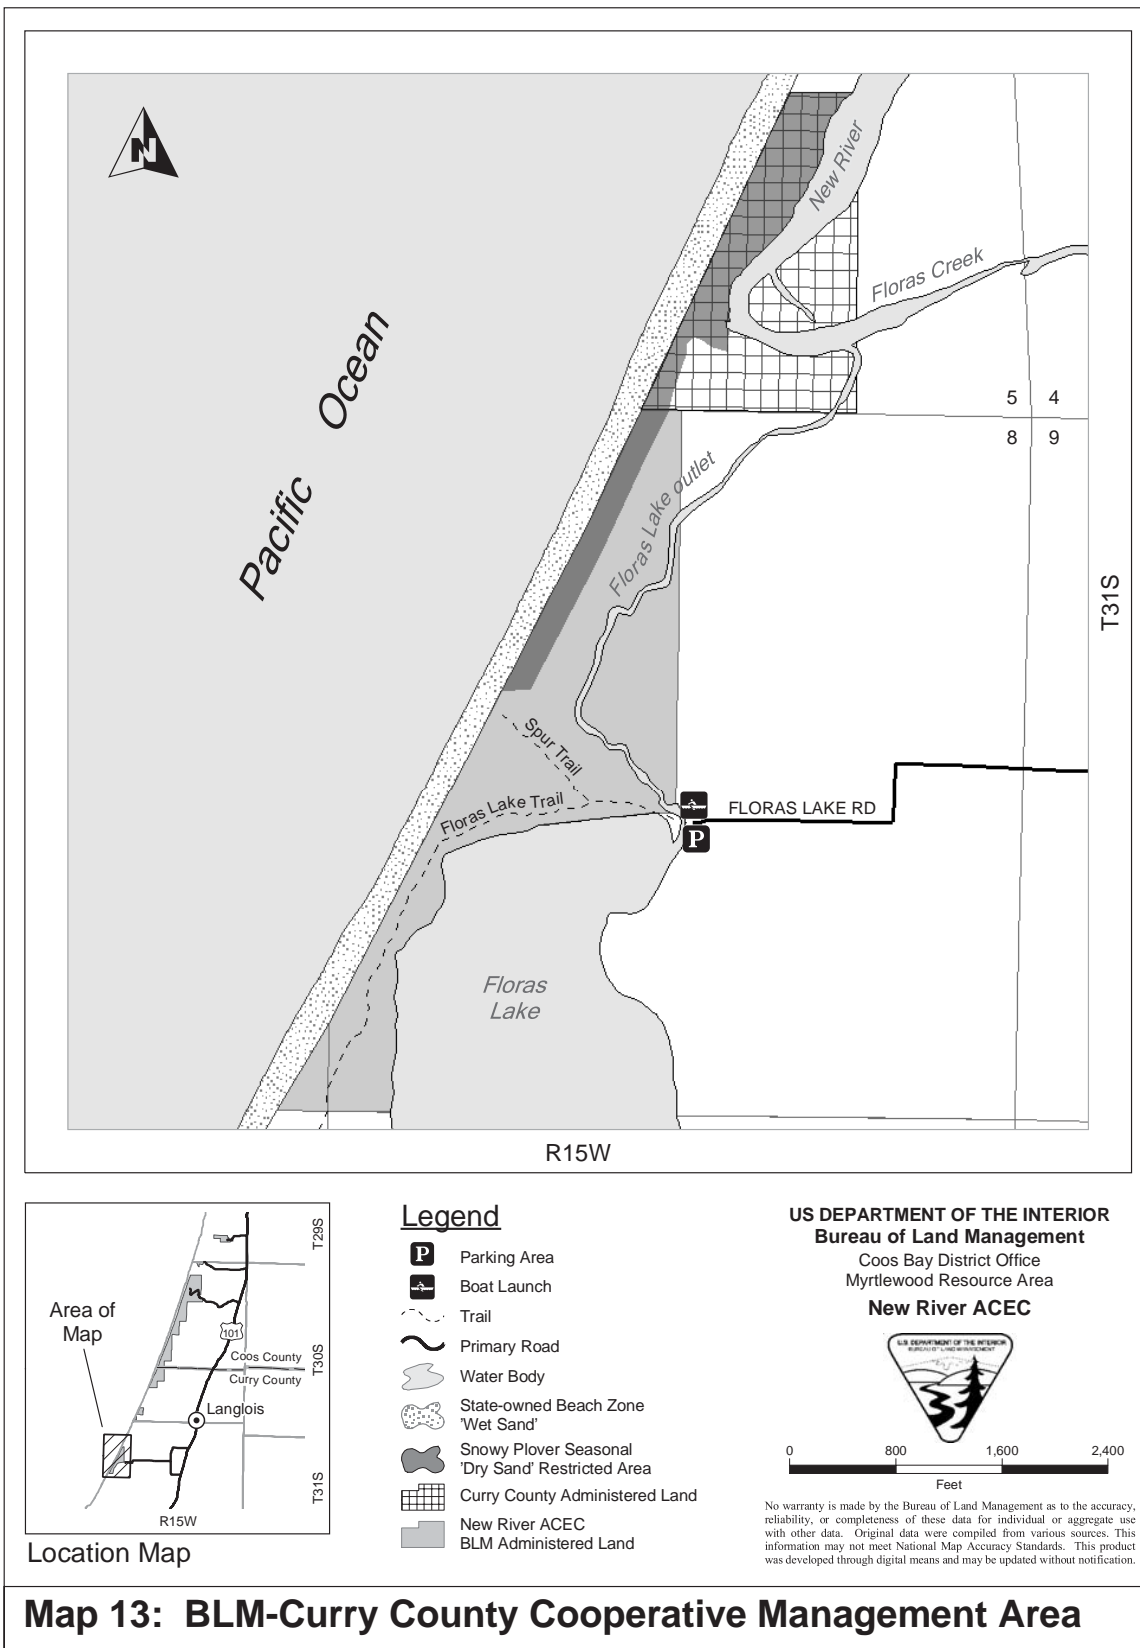 N
New River
Floras Creek
Pacific Ocean
5 4
8 9
Floras Lake outlet
T31S
Spur Trail
Floras Lake Trail
FLORAS LAKE RD
P
Floras
Lake
R15W
T29S
Area of
Map
101
Coos County
Curry County
T30S
Langlois
T31S
R15W
Location Map
Legend
P Parking Area
Boat Launch
Trail
Primary Road
Water Body
State-owned Beach Zone
'Wet Sand'
Snowy Plover Seasonal
'Dry Sand' Restricted Area
Curry County Administered Land
New River ACEC
BLM Administered Land
US DEPARTMENT OF THE INTERIOR
Bureau of Land Management
Coos Bay District Office
Myrtlewood Resource Area
New River ACEC
U.S. DEPARTMENT OF THE INTERIOR
BUREAU OF LAND MANAGEMENT
0 800 1,600 2,400
Feet
No warranty is made by the Bureau of Land Management as to the accuracy,
reliability, or completeness of these data for individual or aggregate use
with other data. Original data were compiled from various sources. This
information may not meet National Map Accuracy Standards. This product
was developed through digital means and may be updated without notification.
Map 13: BLM-Curry County Cooperative Management Area